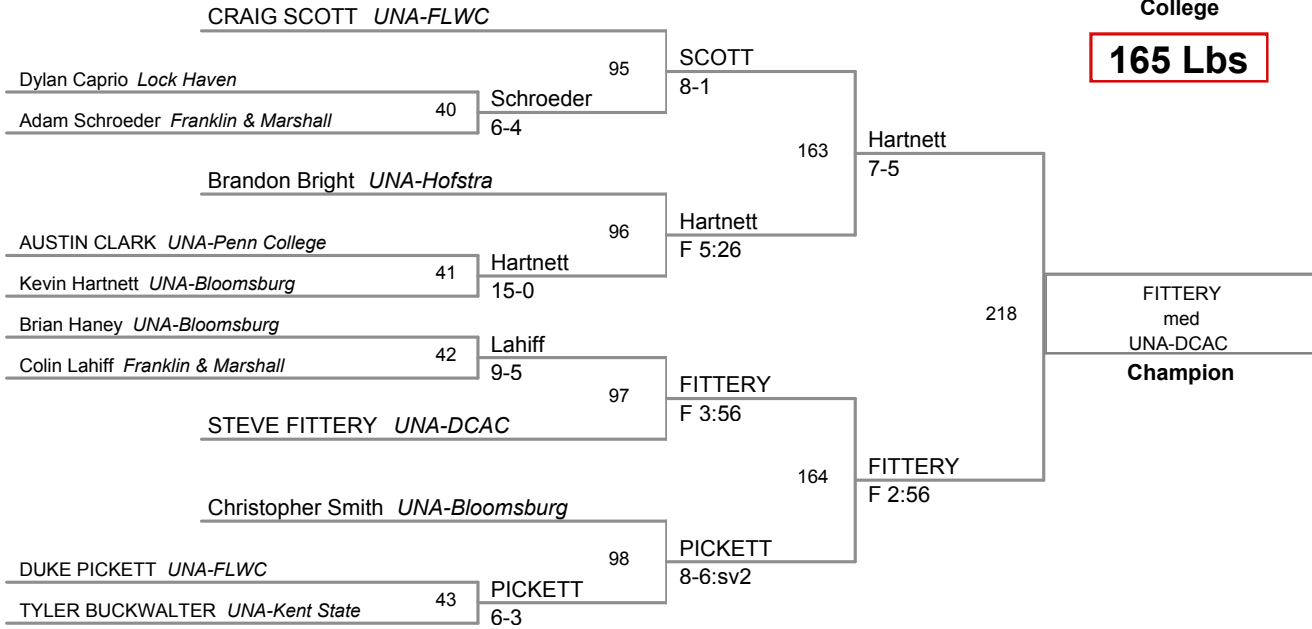 CRAIG SCOTT UNA-FLWC
College
165 Lbs
95
SCOTT
8-1
Dylan Caprio Lock Haven
40
Schroeder
6-4
Adam Schroeder Franklin & Marshall
163
Hartnett
7-5
Brandon Bright UNA-Hofstra
96
Hartnett
F 5:26
AUSTIN CLARK UNA-Penn College
41
Hartnett
15-0
Kevin Hartnett UNA-Bloomsburg
218
FITTERY
med
UNA-DCAC
Champion
Brian Haney UNA-Bloomsburg
42
Lahiff
9-5
Colin Lahiff Franklin & Marshall
97
FITTERY
F 3:56
STEVE FITTERY UNA-DCAC
164
FITTERY
F 2:56
Christopher Smith UNA-Bloomsburg
98
PICKETT
8-6:sv2
DUKE PICKETT UNA-FLWC
43
PICKETT
6-3
TYLER BUCKWALTER UNA-Kent State